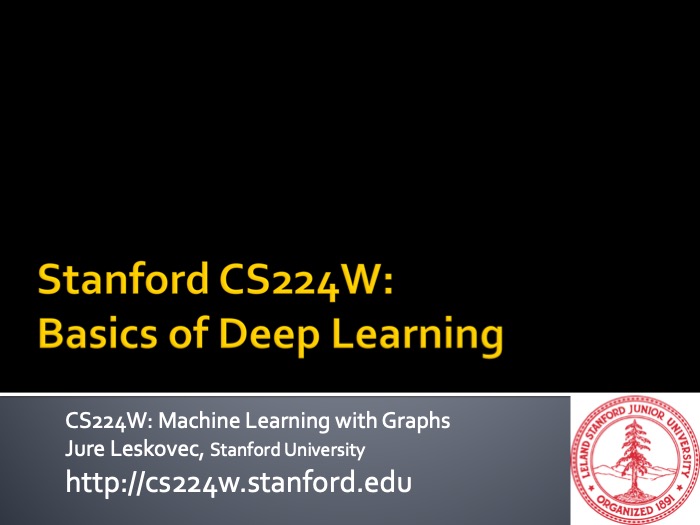 Stanford CS224W:
Basics of Deep Learning
CS224W: Machine Learning with Graphs
Jure Leskovec, Stanford University
http://cs224w.stanford.edu
LELAND STANFORD JUNIOR UNIVERSITY
ORGANIZED 1891